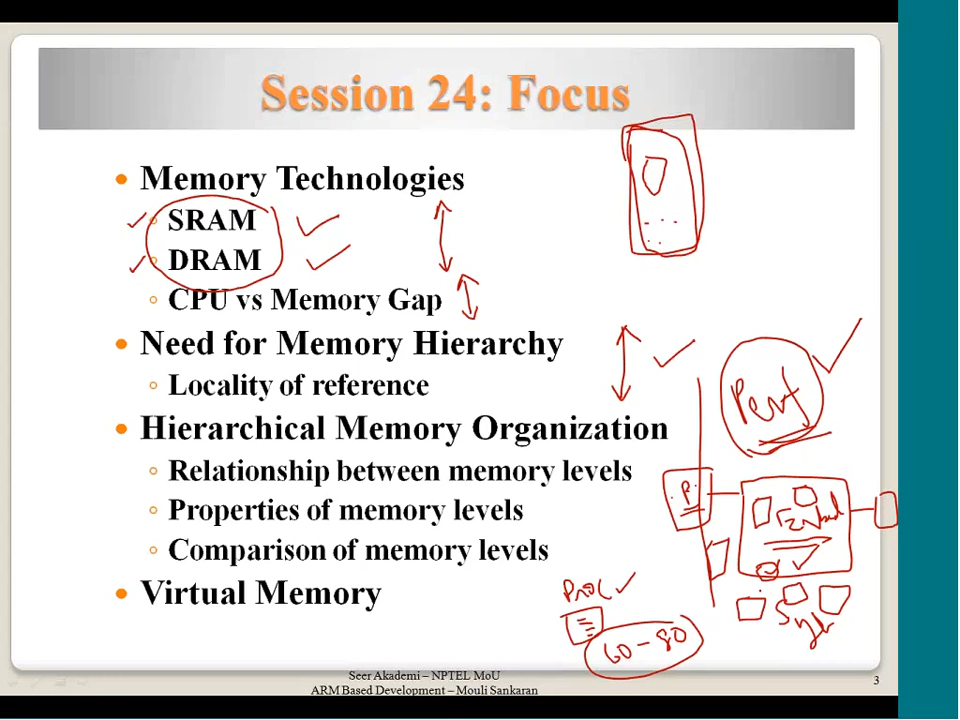 Session 24: Focus
• Memory Technologies
◦ SRAM
◦ DRAM
◦ CPU vs Memory Gap
• Need for Memory Hierarchy
◦ Locality of reference
Perf
• Hierarchical Memory Organization
◦ Relationship between memory levels
P
◦ Properties of memory levels
◦ Comparison of memory levels
• Virtual Memory
Proc
60-80
Seer Akademi – NPTEL MoU
ARM Based Development – Mouli Sankaran
3